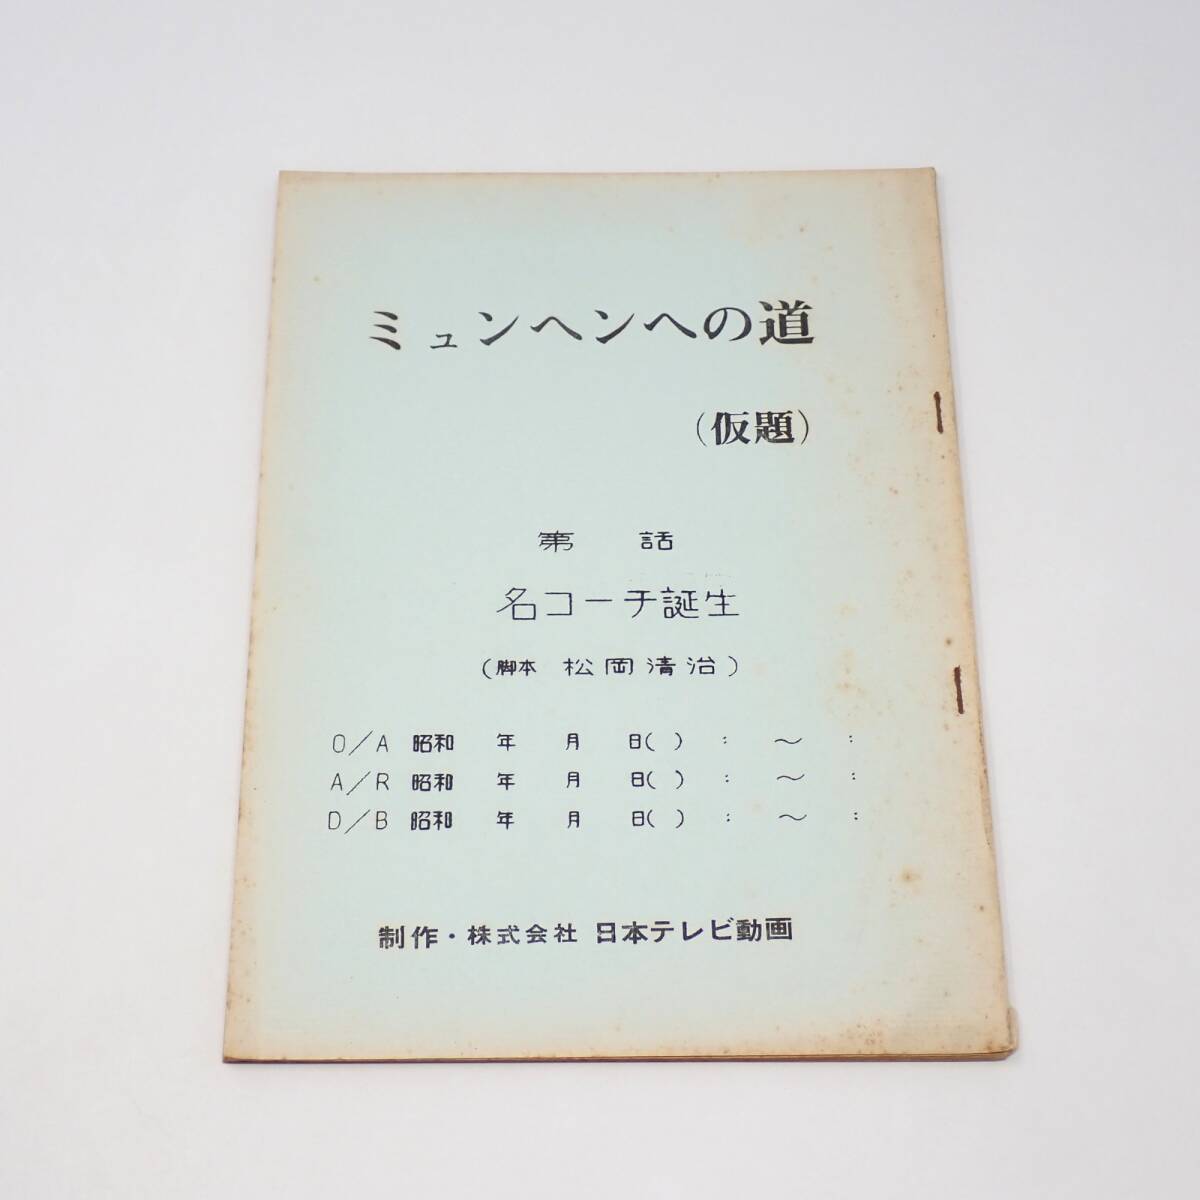 ミュンヘンへの道
（仮題）
第　　話
名コーチ誕生
（脚本　松岡清治）
O／A 昭和　年　月　日（　）　：　～　：
A／R 昭和　年　月　日（　）　：　～　：
D／B 昭和　年　月　日（　）　：　～　：
制作・株式会社 日本テレビ動画